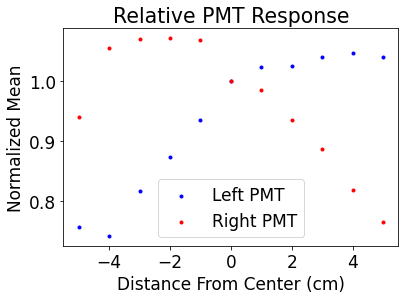 Relative PMT Response
Normalized Mean
1.0
0.9
0.8
Left PMT
Right PMT
−4 −2 0 2 4
Distance From Center (cm)